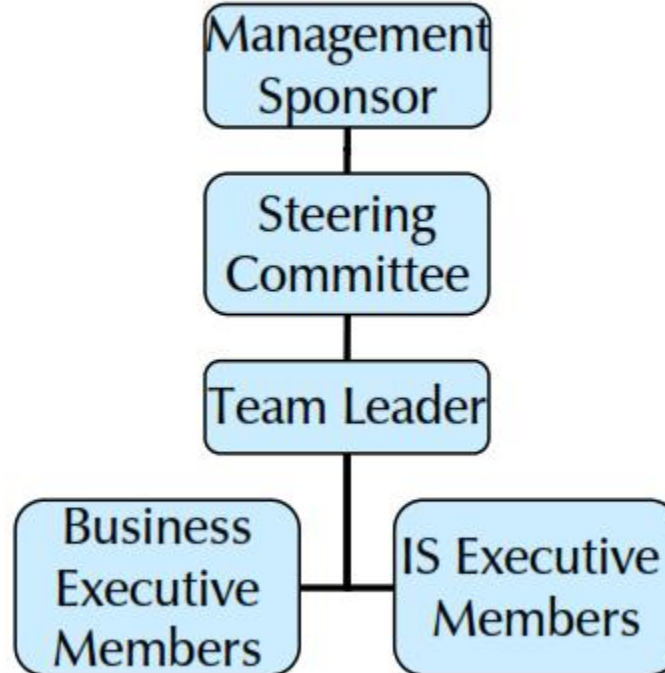 Management
Sponsor
Steering
Committee
Team Leader
Business
Executive
Members
IS Executive
Members